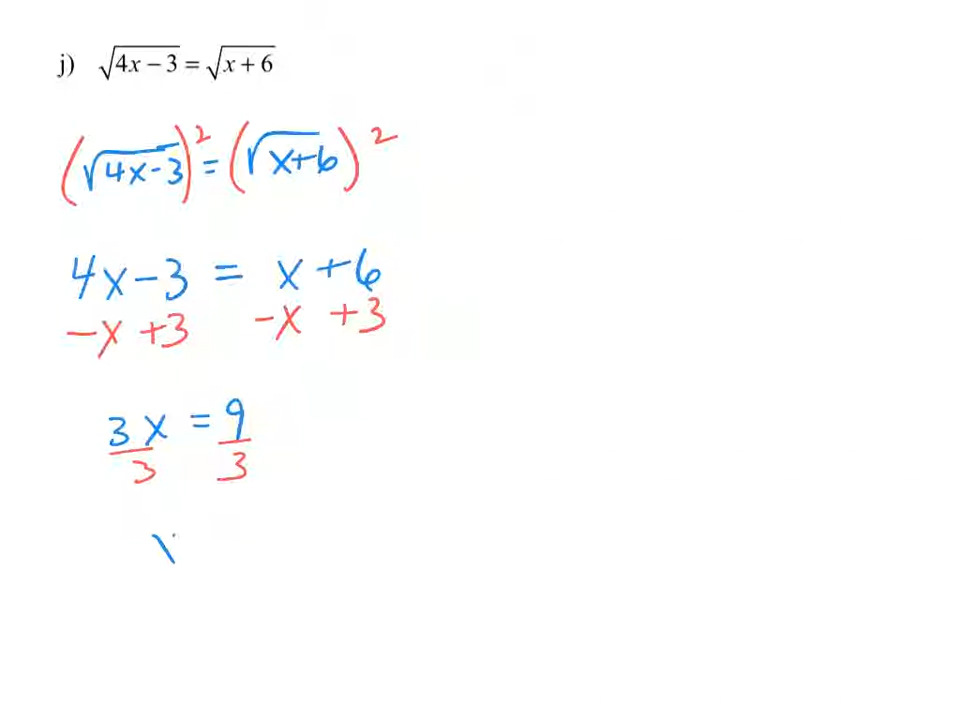 j) √(4x − 3) = √(x + 6)
(√(4x-3))² = (√(x+6))²
4x-3 = x+6
-x +3 -x +3
3x = 9
3 3